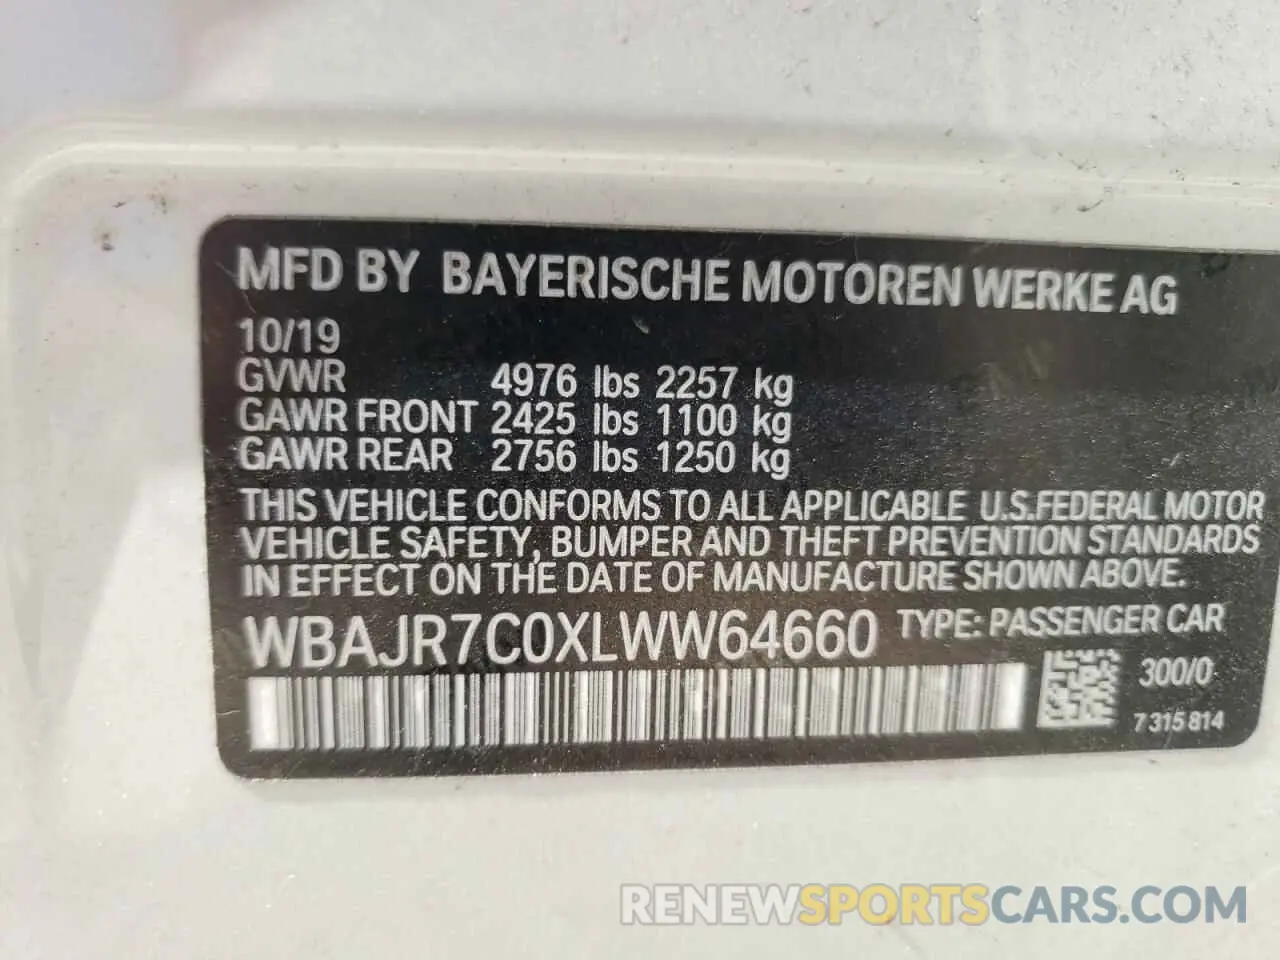 MFD BY BAYERISCHE MOTOREN WERKE AG
10/19
GVWR 4976 lbs 2257 kg
GAWR FRONT 2425 lbs 1100 kg
GAWR REAR 2756 lbs 1250 kg
THIS VEHICLE CONFORMS TO ALL APPLICABLE U.S.FEDERAL MOTOR
VEHICLE SAFETY, BUMPER AND THEFT PREVENTION STANDARDS
IN EFFECT ON THE DATE OF MANUFACTURE SHOWN ABOVE.
WBAJR7C0XLWW64660 TYPE: PASSENGER CAR
300/0
7 315 814
RENEWSPORTSCARS.COM